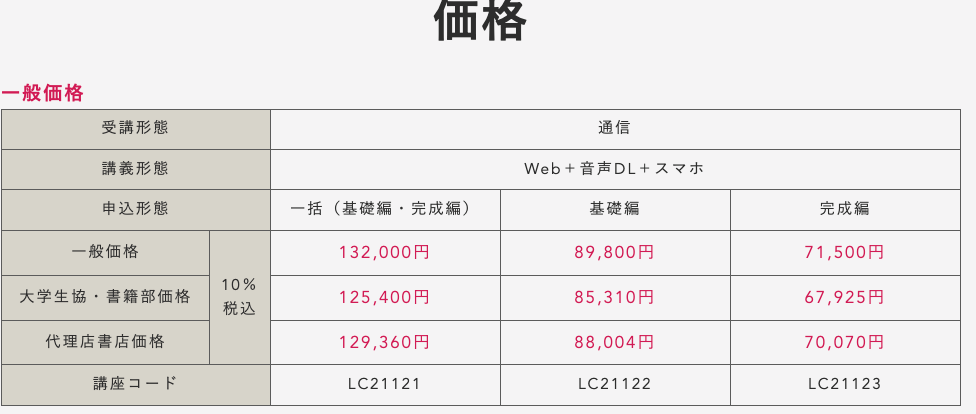 価格
一般価格
受講形態 通信
講義形態 Web＋音声DL＋スマホ
申込形態 一括（基礎編・完成編） 基礎編 完成編
一般価格 10％税込 132,000円 89,800円 71,500円
大学生協・書籍部価格 125,400円 85,310円 67,925円
代理店書店価格 129,360円 88,004円 70,070円
講座コード LC21121 LC21122 LC21123